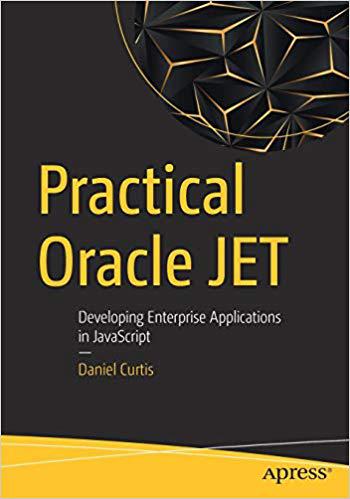 Practical
Oracle JET
Developing Enterprise Applications
in JavaScript
—
Daniel Curtis
Apress®